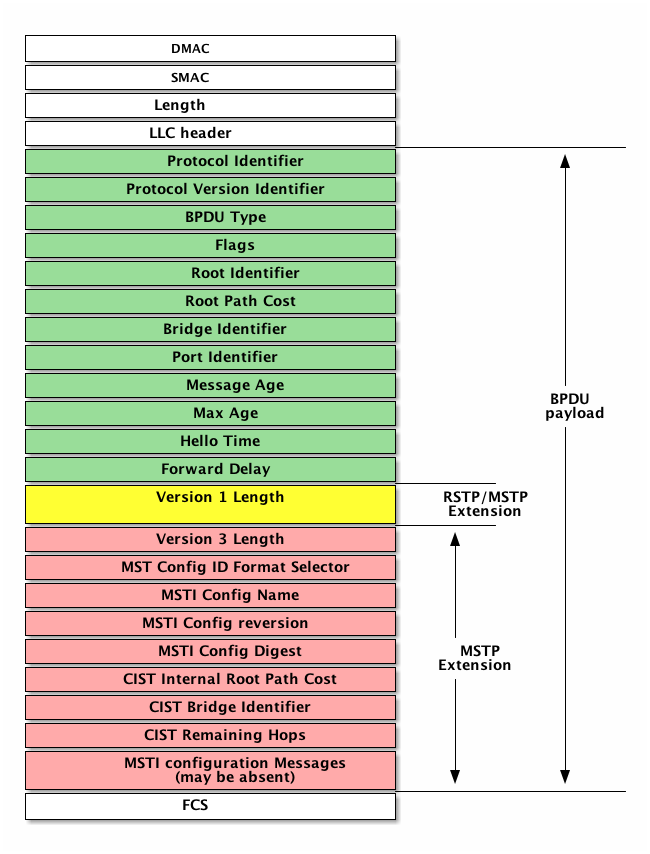 DMAC
SMAC
Length
LLC header
Protocol Identifier
Protocol Version Identifier
BPDU Type
Flags
Root Identifier
Root Path Cost
Bridge Identifier
Port Identifier
Message Age
Max Age
Hello Time
Forward Delay
BPDU
payload
Version 1 Length
RSTP/MSTP
Extension
Version 3 Length
MST Config ID Format Selector
MSTI Config Name
MSTI Config reversion
MSTI Config Digest
CIST Internal Root Path Cost
CIST Bridge Identifier
CIST Remaining Hops
MSTI configuration Messages
(may be absent)
MSTP
Extension
FCS